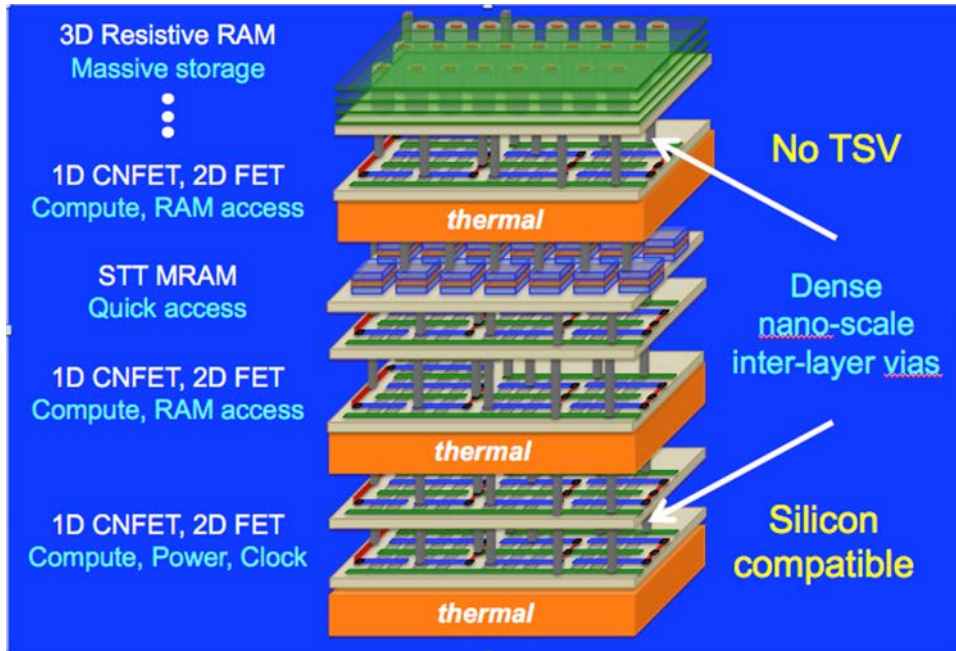 3D Resistive RAM
Massive storage
1D CNFET, 2D FET
Compute, RAM access
STT MRAM
Quick access
1D CNFET, 2D FET
Compute, RAM access
1D CNFET, 2D FET
Compute, Power, Clock
thermal
thermal
thermal
No TSV
Dense
nano-scale
inter-layer vias
Silicon
compatible